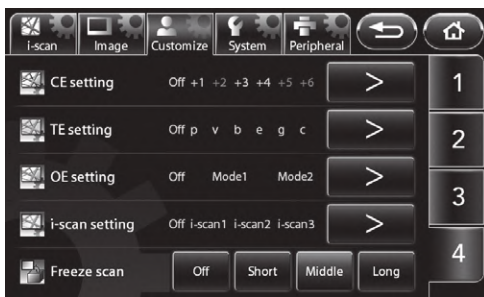 i-scan Image Customize System Peripheral
CE setting Off +1 +2 +3 +4 +5 +6 > 1
TE setting Off p v b e g c > 2
OE setting Off Mode1 Mode2 > 3
i-scan setting Off i-scan1 i-scan2 i-scan3 > 4
Freeze scan Off Short Middle Long